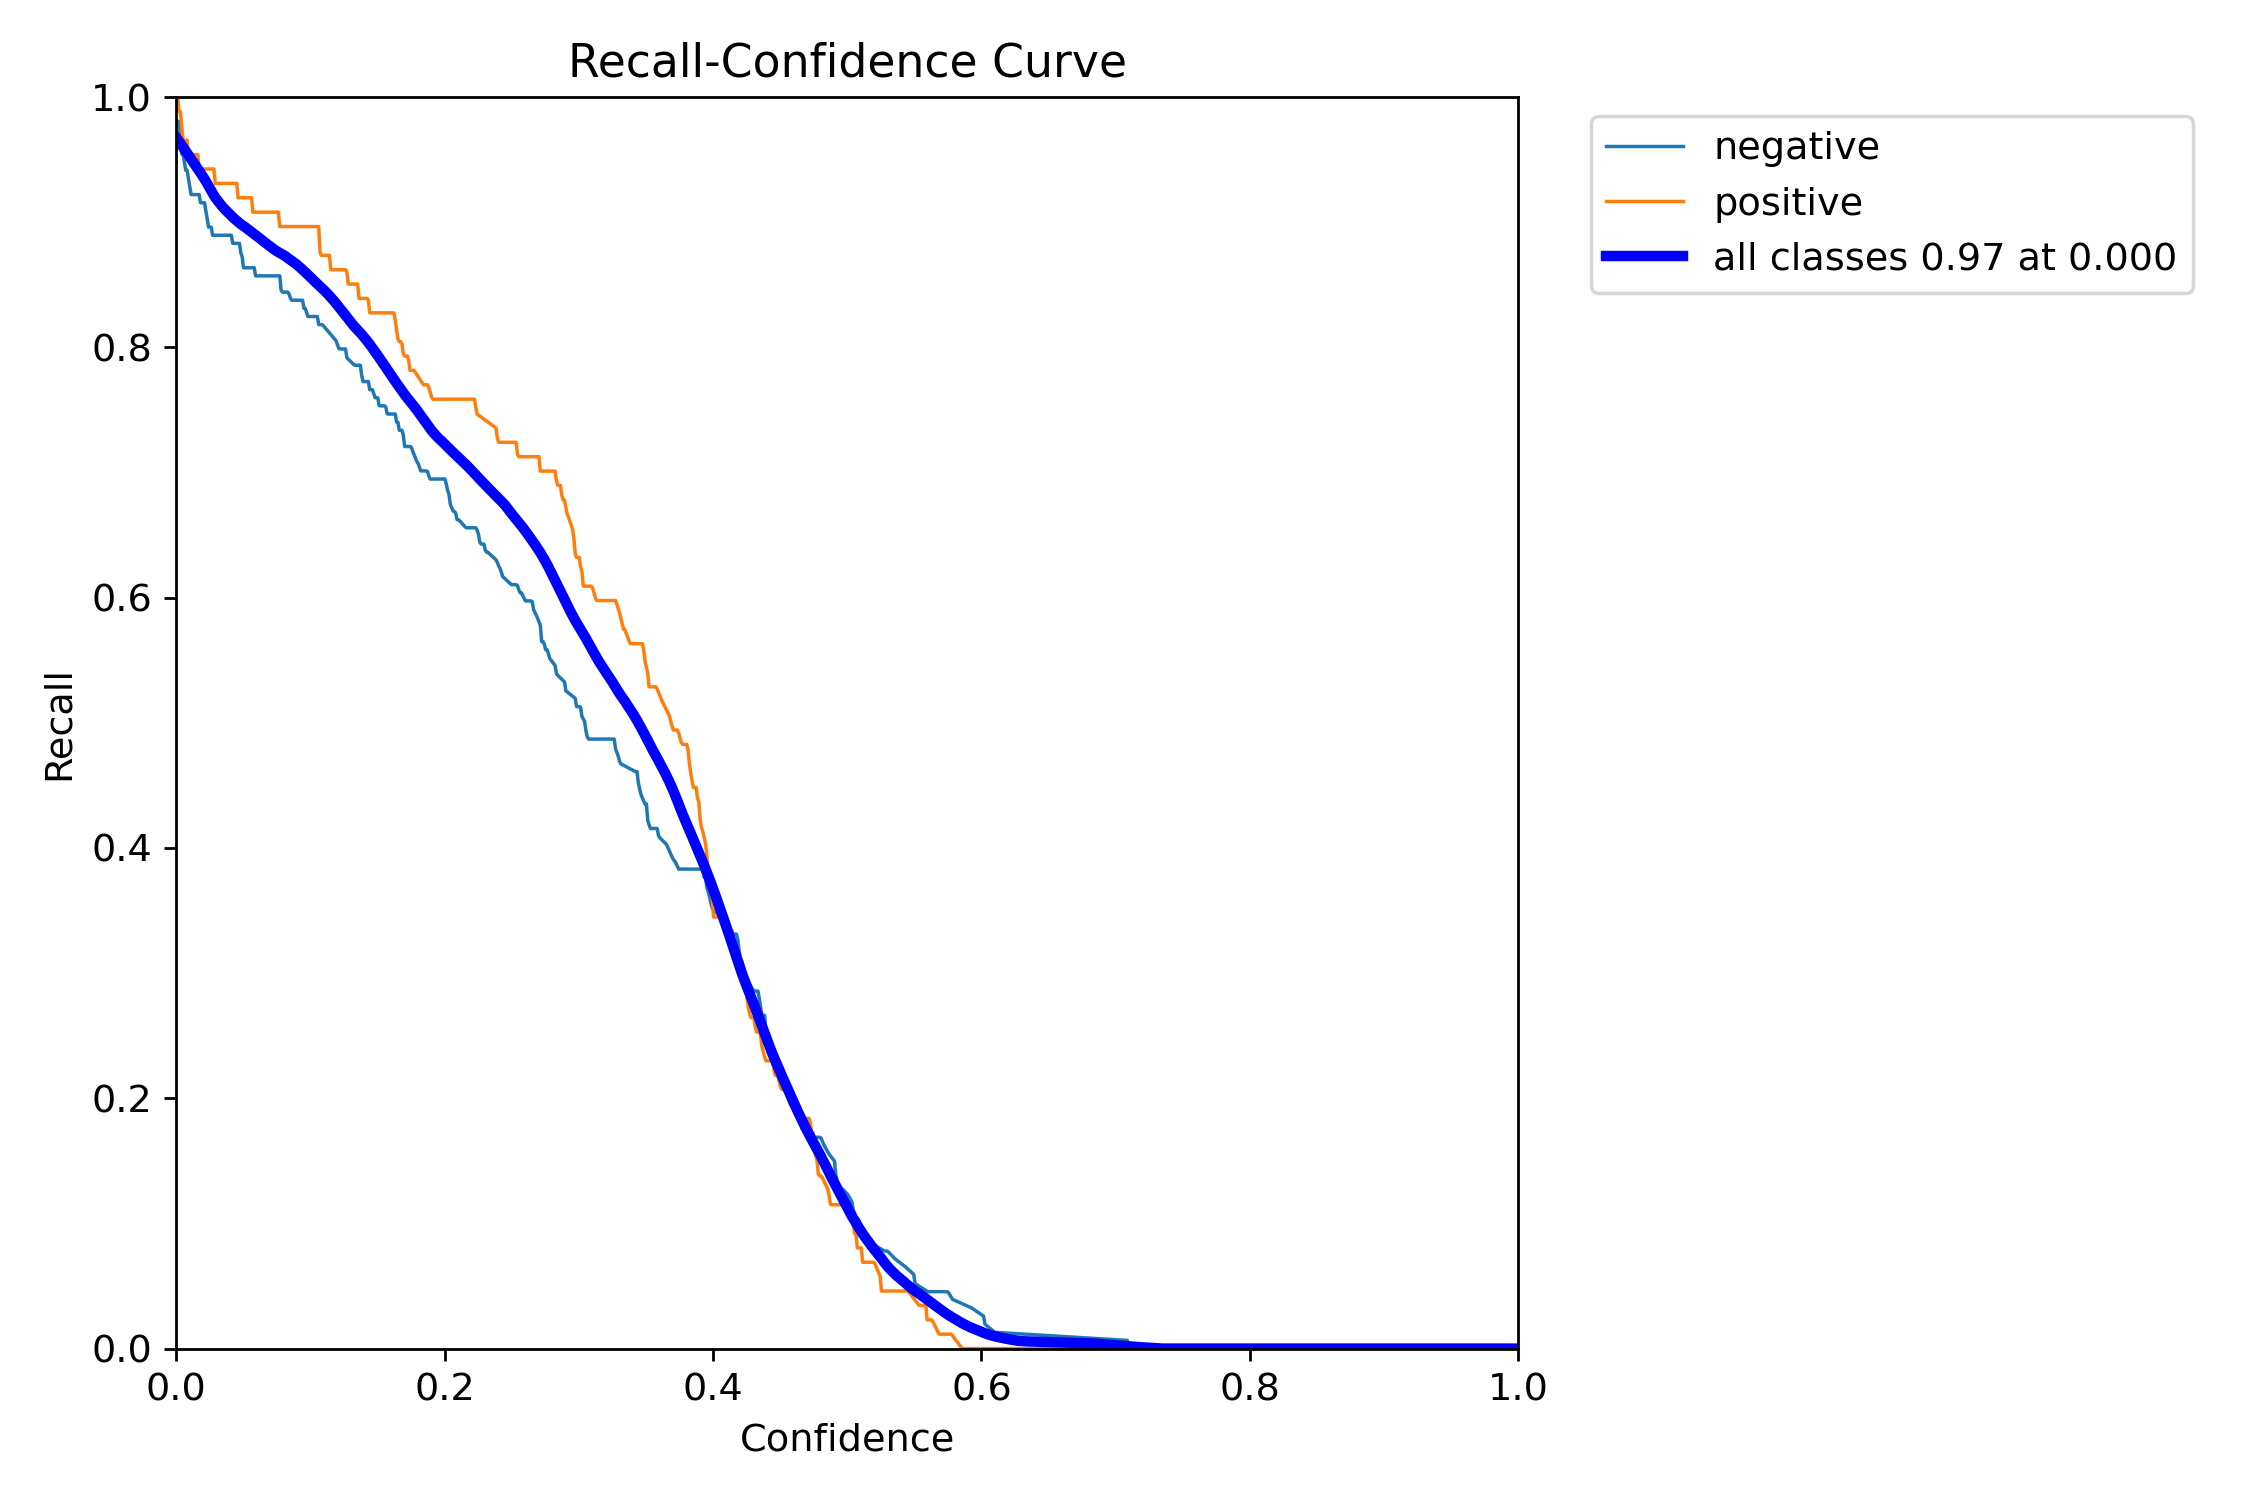 Recall-Confidence Curve
1.0
0.8
0.6
0.4
0.2
0.0
Recall
0.0 0.2 0.4 0.6 0.8 1.0
Confidence
negative
positive
all classes 0.97 at 0.000